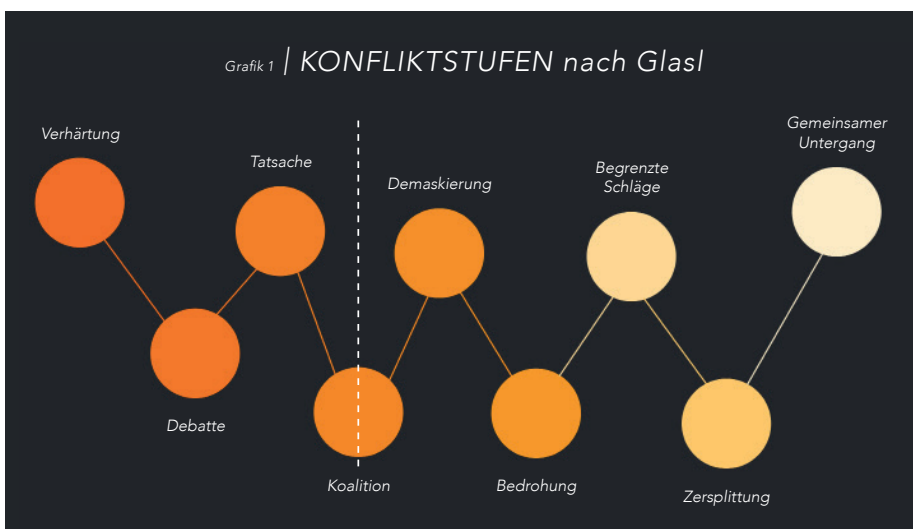 Grafik 1 | KONFLIKTSTUFEN nach Glasl
Verhärtung
Debatte
Tatsache
Koalition
Demaskierung
Bedrohung
Begrenzte
Schläge
Zersplittung
Gemeinsamer
Untergang